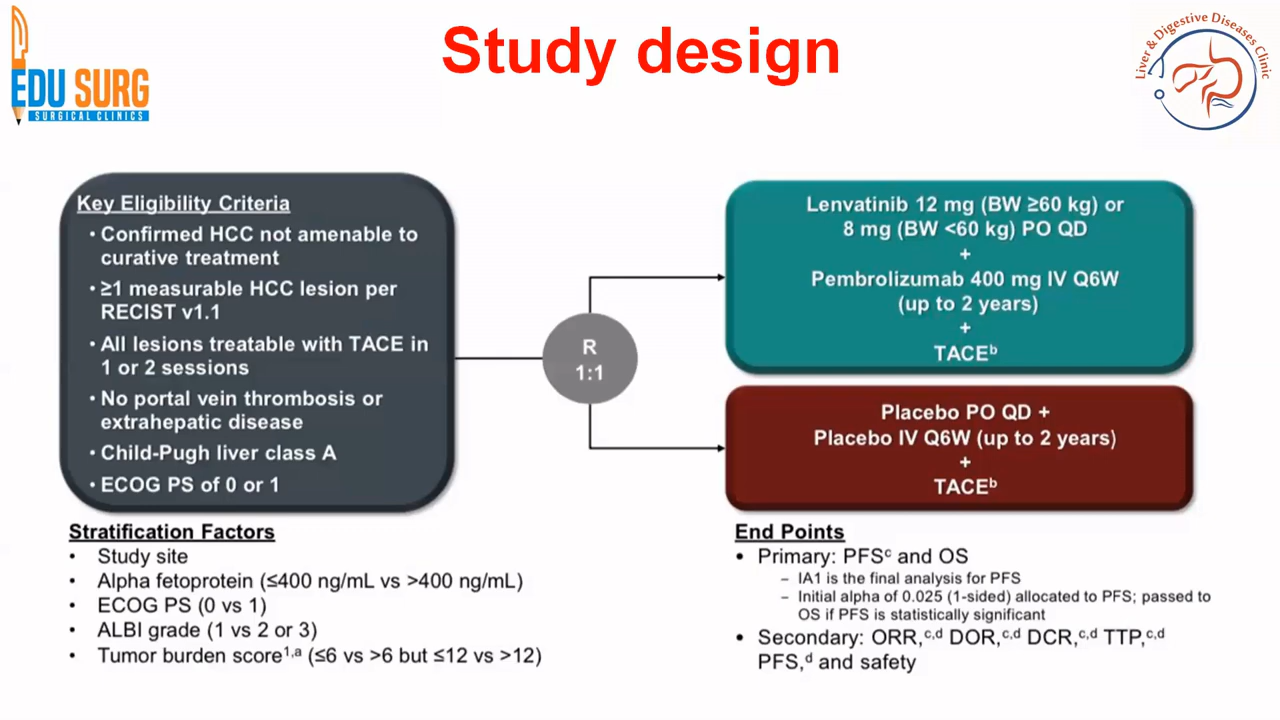 Study design
EDU SURG
SURGICAL CLINICS
Liver & Digestive Diseases Clinic
Key Eligibility Criteria
• Confirmed HCC not amenable to
curative treatment
• ≥1 measurable HCC lesion per
RECIST v1.1
• All lesions treatable with TACE in
1 or 2 sessions
• No portal vein thrombosis or
extrahepatic disease
• Child-Pugh liver class A
• ECOG PS of 0 or 1
R
1:1
Lenvatinib 12 mg (BW ≥60 kg) or
8 mg (BW <60 kg) PO QD
+
Pembrolizumab 400 mg IV Q6W
(up to 2 years)
+
TACEᵇ
Placebo PO QD +
Placebo IV Q6W (up to 2 years)
+
TACEᵇ
Stratification Factors
• Study site
• Alpha fetoprotein (≤400 ng/mL vs >400 ng/mL)
• ECOG PS (0 vs 1)
• ALBI grade (1 vs 2 or 3)
• Tumor burden score¹,ᵃ (≤6 vs >6 but ≤12 vs >12)
End Points
• Primary: PFSᶜ and OS
– IA1 is the final analysis for PFS
– Initial alpha of 0.025 (1-sided) allocated to PFS; passed to
OS if PFS is statistically significant
• Secondary: ORR,ᶜ,ᵈ DOR,ᶜ,ᵈ DCR,ᶜ,ᵈ TTP,ᶜ,ᵈ
PFS,ᵈ and safety